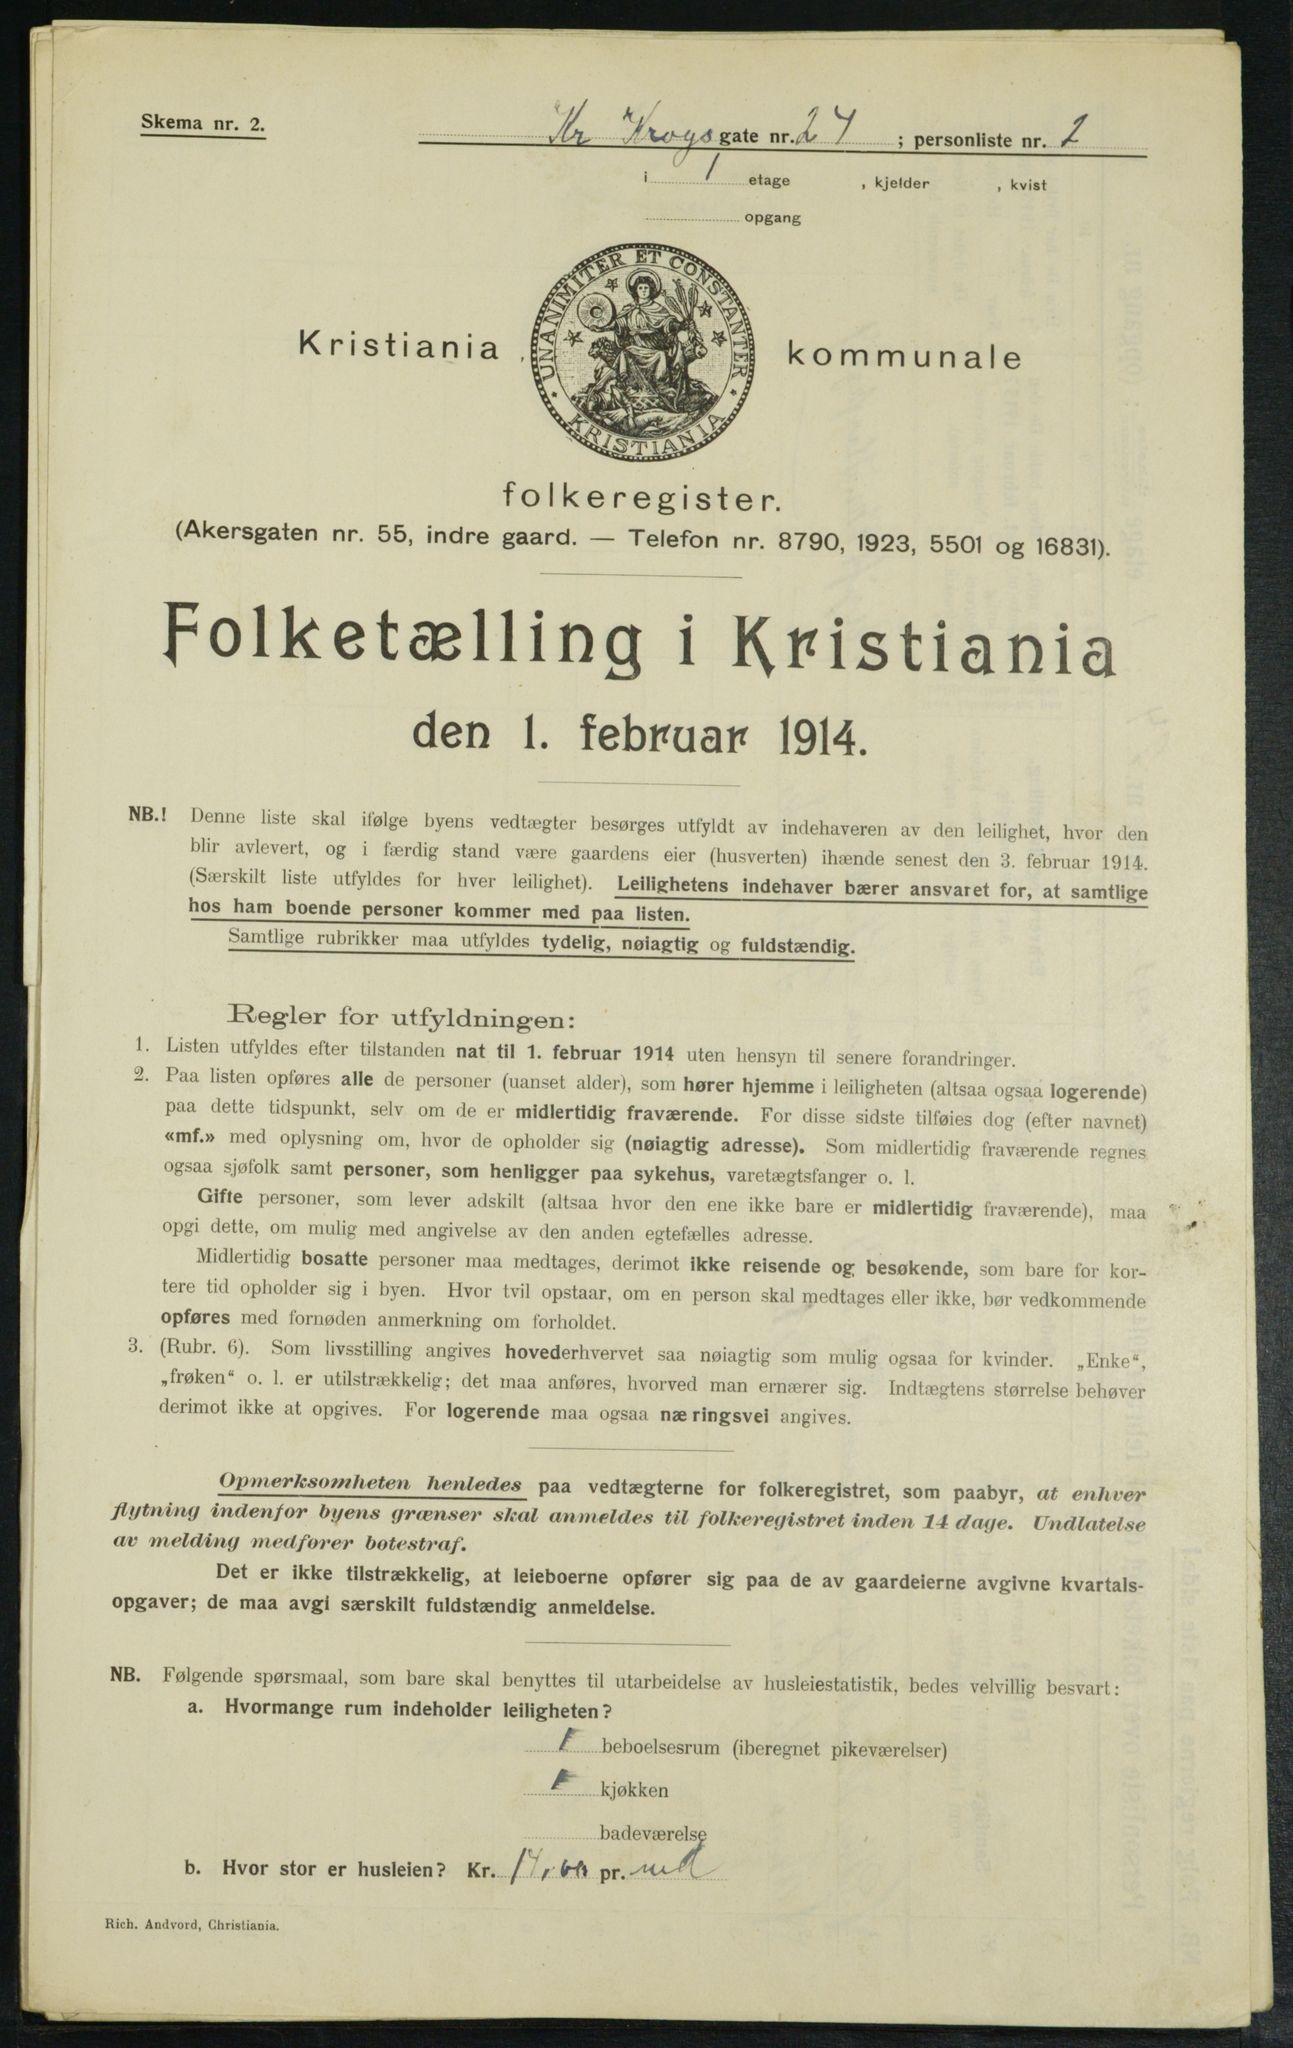 Skema nr. 2.
Kr Krogs gate nr. 24 ; personliste nr. 2
i 1 etage , kjelder , kvist
opgang
Kristiania kommunale
UNANIMITER ET CONSTANTER
KRISTIANIA
folkeregister.
(Akersgaten nr. 55, indre gaard. — Telefon nr. 8790, 1923, 5501 og 16831).
Folketælling i Kristiania
den 1. februar 1914.
NB.! Denne liste skal ifølge byens vedtægter besørges utfyldt av indehaveren av den leilighet, hvor den
blir avlevert, og i færdig stand være gaardens eier (husverten) ihænde senest den 3. februar 1914.
(Særskilt liste utfyldes for hver leilighet). Leilighetens indehaver bærer ansvaret for, at samtlige
hos ham boende personer kommer med paa listen.
Samtlige rubrikker maa utfyldes tydelig, nøiagtig og fuldstændig.
Regler for utfyldningen:
1. Listen utfyldes efter tilstanden nat til 1. februar 1914 uten hensyn til senere forandringer.
2. Paa listen opføres alle de personer (uanset alder), som hører hjemme i leiligheten (altsaa ogsaa logerende)
paa dette tidspunkt, selv om de er midlertidig fraværende. For disse sidste tilføies dog (efter navnet)
«mf.» med oplysning om, hvor de opholder sig (nøiagtig adresse). Som midlertidig fraværende regnes
ogsaa sjøfolk samt personer, som henligger paa sykehus, varetægtsfanger o. l.
Gifte personer, som lever adskilt (altsaa hvor den ene ikke bare er midlertidig fraværende), maa
opgi dette, om mulig med angivelse av den anden egtefælles adresse.
Midlertidig bosatte personer maa medtages, derimot ikke reisende og besøkende, som bare for kor-
tere tid opholder sig i byen. Hvor tvil opstaar, om en person skal medtages eller ikke, bør vedkommende
opføres med fornøden anmerkning om forholdet.
3. (Rubr. 6). Som livsstilling angives hovederhvervet saa nøiagtig som mulig ogsaa for kvinder. „Enke“,
„frøken“ o. l. er utilstrækkelig; det maa anføres, hvorved man ernærer sig. Indtægtens størrelse behøver
derimot ikke at opgives. For logerende maa ogsaa næringsvei angives.
Opmerksomheten henledes paa vedtægterne for folkeregistret, som paabyr, at enhver
flytning indenfor byens grænser skal anmeldes til folkeregistret inden 14 dage. Undlatelse
av melding medfører botestraf.
Det er ikke tilstrækkelig, at leieboerne opfører sig paa de av gaardeierne avgivne kvartals-
opgaver; de maa avgi særskilt fuldstændig anmeldelse.
NB. Følgende spørsmaal, som bare skal benyttes til utarbeidelse av husleiestatistik, bedes velvillig besvart:
a. Hvormange rum indeholder leiligheten?
1 beboelsesrum (iberegnet pikeværelser)
1 kjøkken
badeværelse
b. Hvor stor er husleien? Kr. 14,00 pr. md
Rich. Andvord, Christiania.